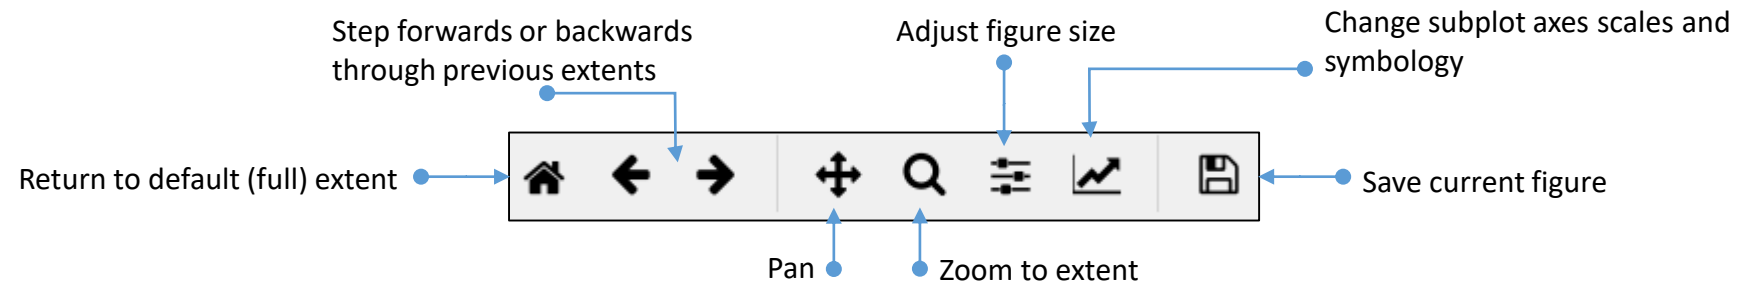 Step forwards or backwards
through previous extents
Adjust figure size
Change subplot axes scales and
symbology
Return to default (full) extent
Save current figure
Pan
Zoom to extent